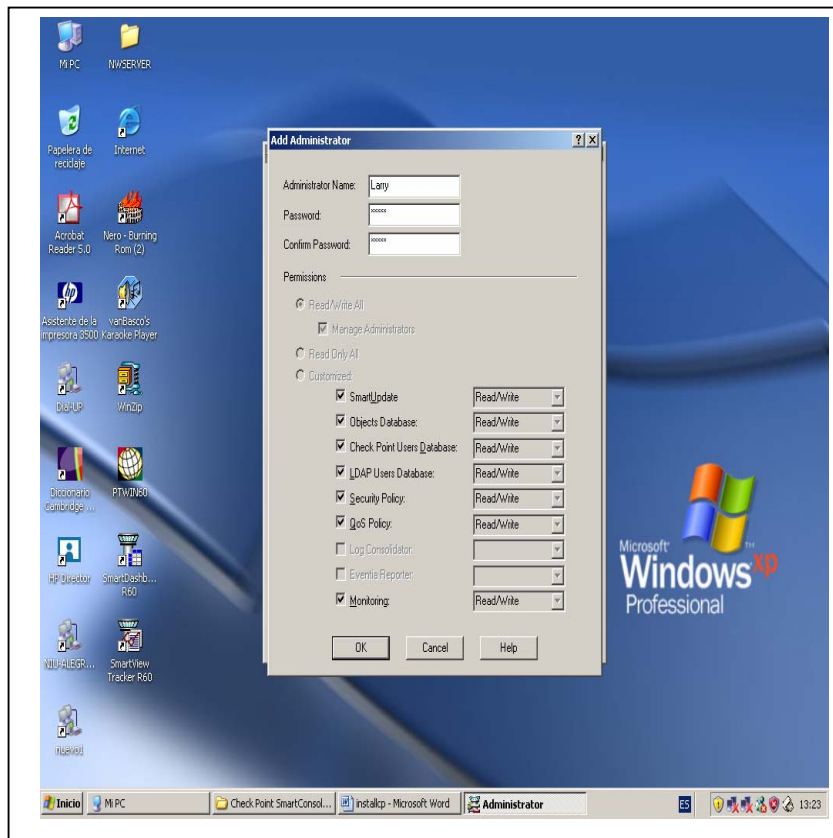 Mi PC
NWSERVER
Papelera de reciclaje
Internet
Acrobat Reader 5.0
Nero - Burning Rom (2)
Asistente de la impresora 3500
vanBasco's Karaoke Player
Dial-UP
WinZip
Diccionario Cambridge ...
PTWIN60
HP Director
SmartDashb... R60
NIU-ALEGR...
SmartView Tracker R60
nuevo1
Add Administrator
Administrator Name: Larry
Password: xxxxx
Confirm Password: xxxxx
Permissions
Read/Write All
Manage Administrators
Read Only All
Customized:
SmartUpdate Read/Write
Objects Database: Read/Write
Check Point Users Database: Read/Write
LDAP Users Database: Read/Write
Security Policy: Read/Write
QoS Policy: Read/Write
Log Consolidator:
Eventia Reporter:
Monitoring: Read/Write
OK Cancel Help
Microsoft
Windows xp
Professional
Inicio Mi PC Check Point SmartConsol... installcp - Microsoft Word Administrator ES 13:23